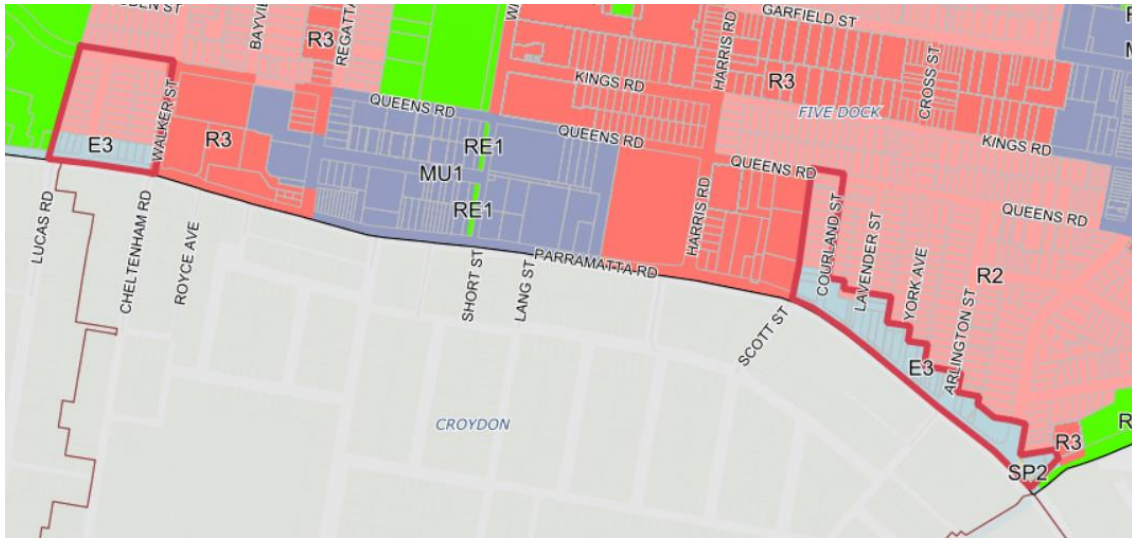 GARFIELD ST
BAYVI
REGATTA
R3
HARRIS RD
CROSS ST
KINGS RD
R3
FIVE DOCK
KINGS RD
QUEENS RD
QUEENS RD
QUEENS RD
QUEENS RD
WALKER ST
E3
R3
RE1
MU1
RE1
LUCAS RD
CHELTENHAM RD
ROYCE AVE
SHORT ST
LANG ST
PARRAMATTA RD
HARRIS RD
SCOTT ST
COURLAND ST
LAVENDER ST
YORK AVE
ARLINGTON ST
R2
E3
CROYDON
R3
R
SP2